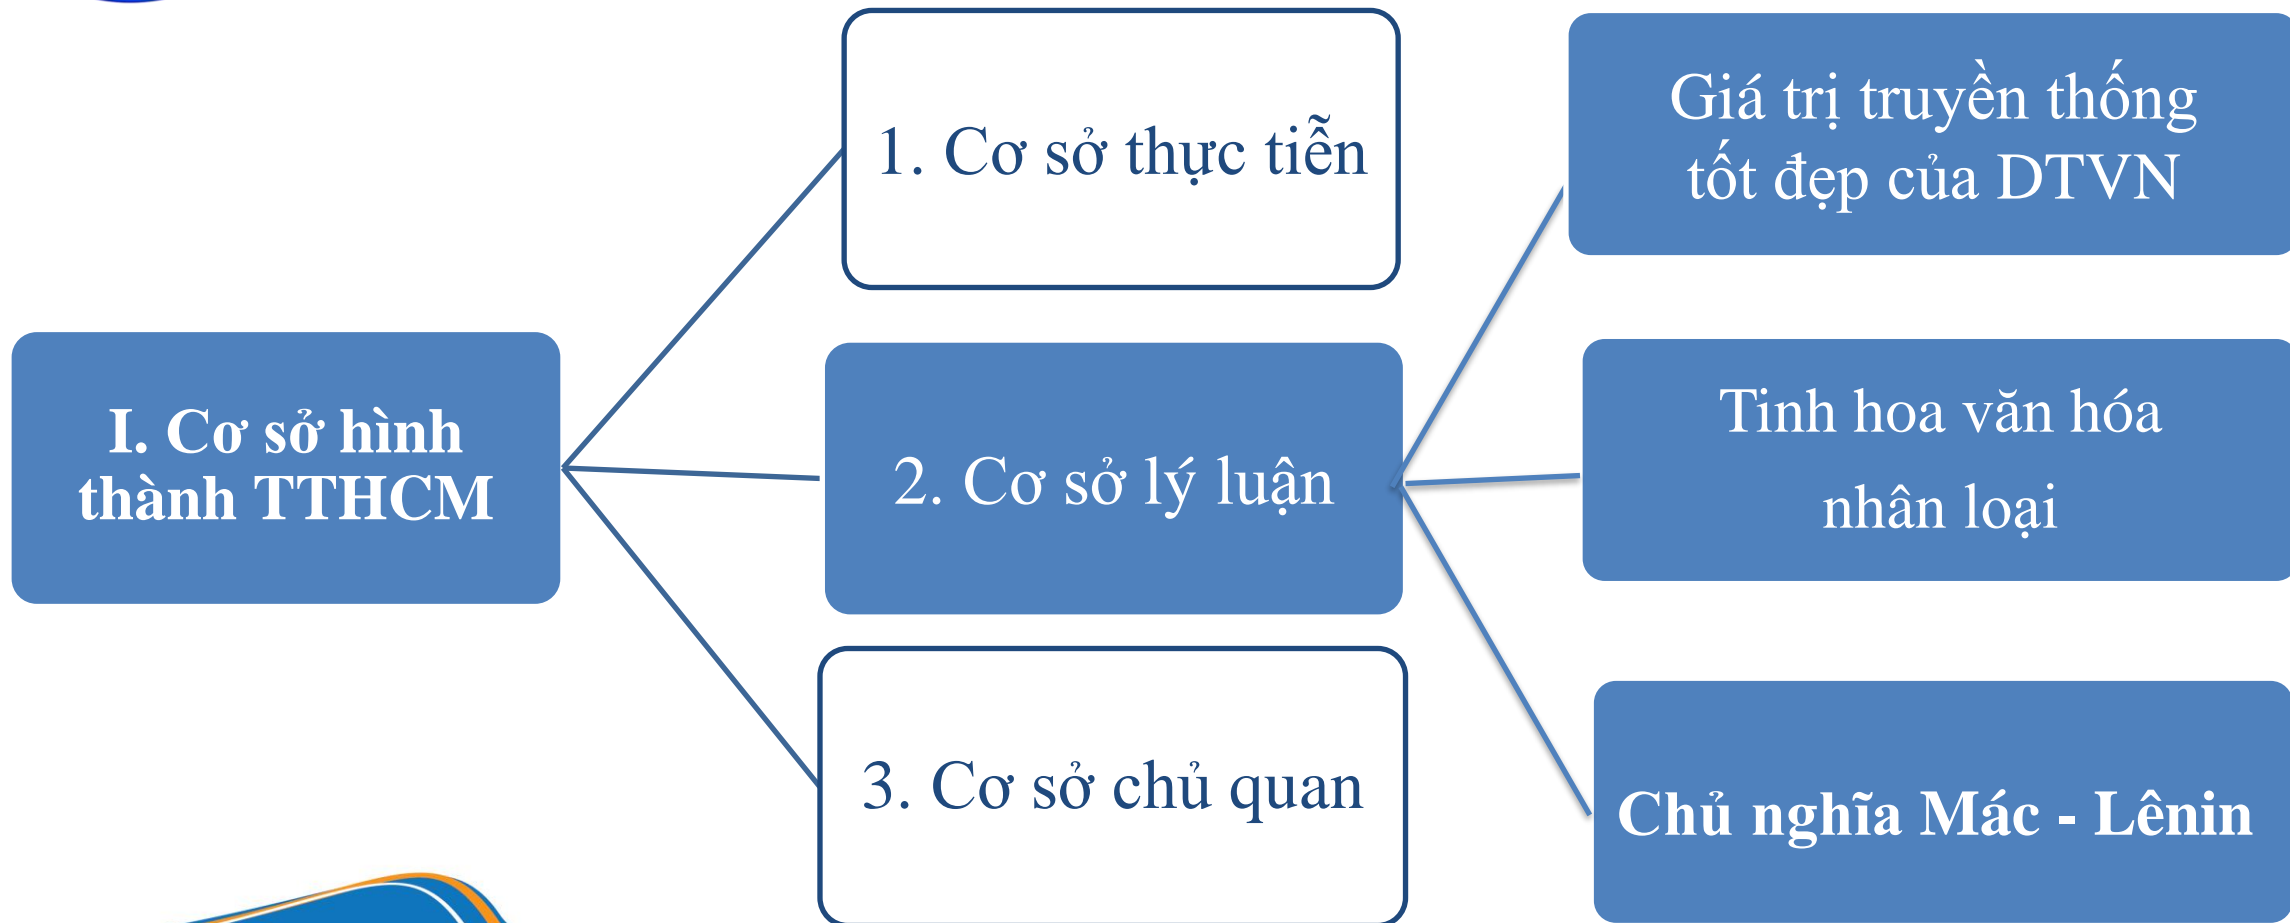 I. Cơ sở hình
thành TTHCM
1. Cơ sở thực tiễn
2. Cơ sở lý luận
3. Cơ sở chủ quan
Giá trị truyền thống
tốt đẹp của DTVN
Tinh hoa văn hóa
nhân loại
Chủ nghĩa Mác - Lênin